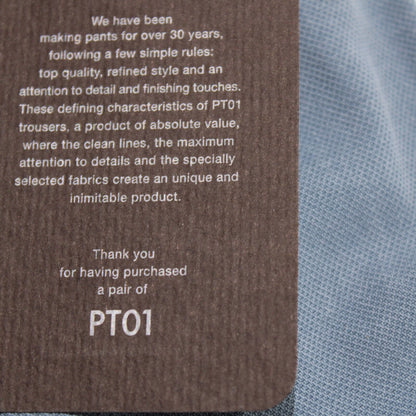 We have been
making pants for over 30 years,
following a few simple rules:
top quality, refined style and an
attention to detail and finishing touches.
These defining characteristics of PT01
trousers, a product of absolute value,
where the clean lines, the maximum
attention to details and the specially
selected fabrics create an unique and
inimitable product.
Thank you
for having purchased
a pair of
PT01